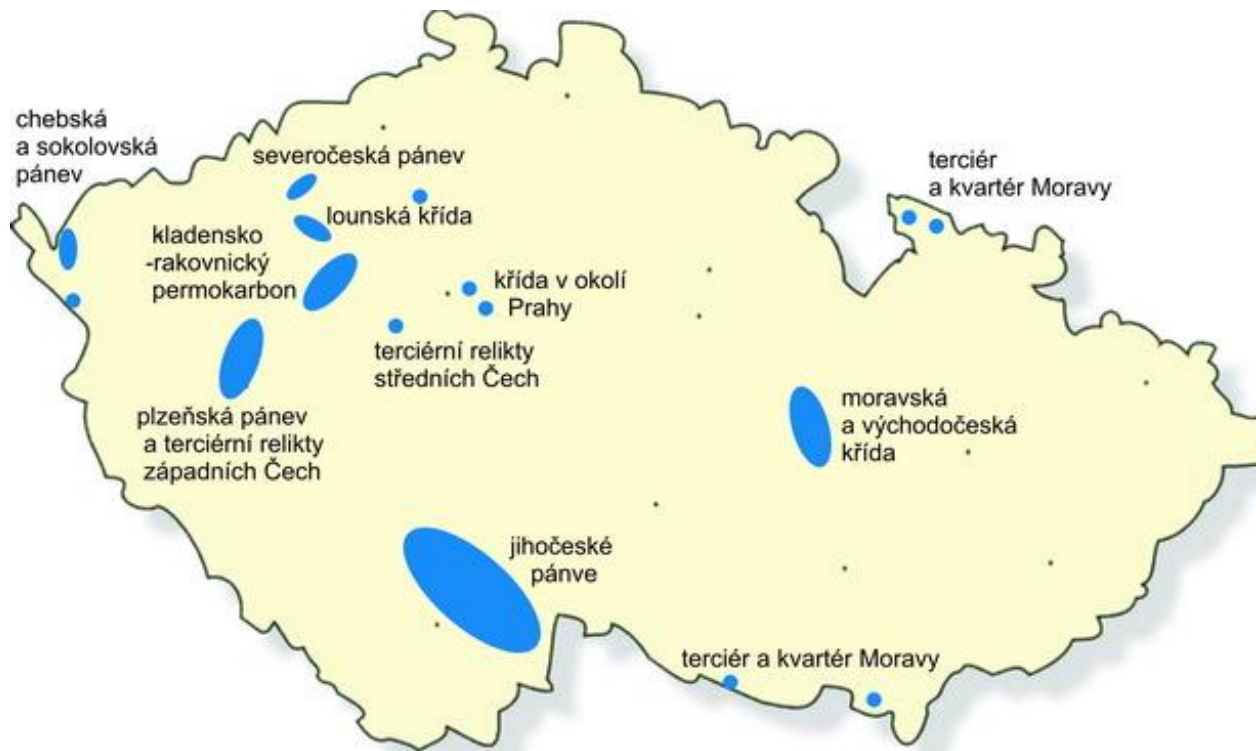 chebská
a sokolovská
pánev
severočeská pánev
lounská křída
kladensko
-rakovnický
permokarbon
křída v okolí
Prahy
terciérní relikty
středních Čech
plzeňská pánev
a terciérní relikty
západních Čech
terciér
a kvartér Moravy
moravská
a východočeská
křída
jihočeské
pánve
terciér a kvartér Moravy